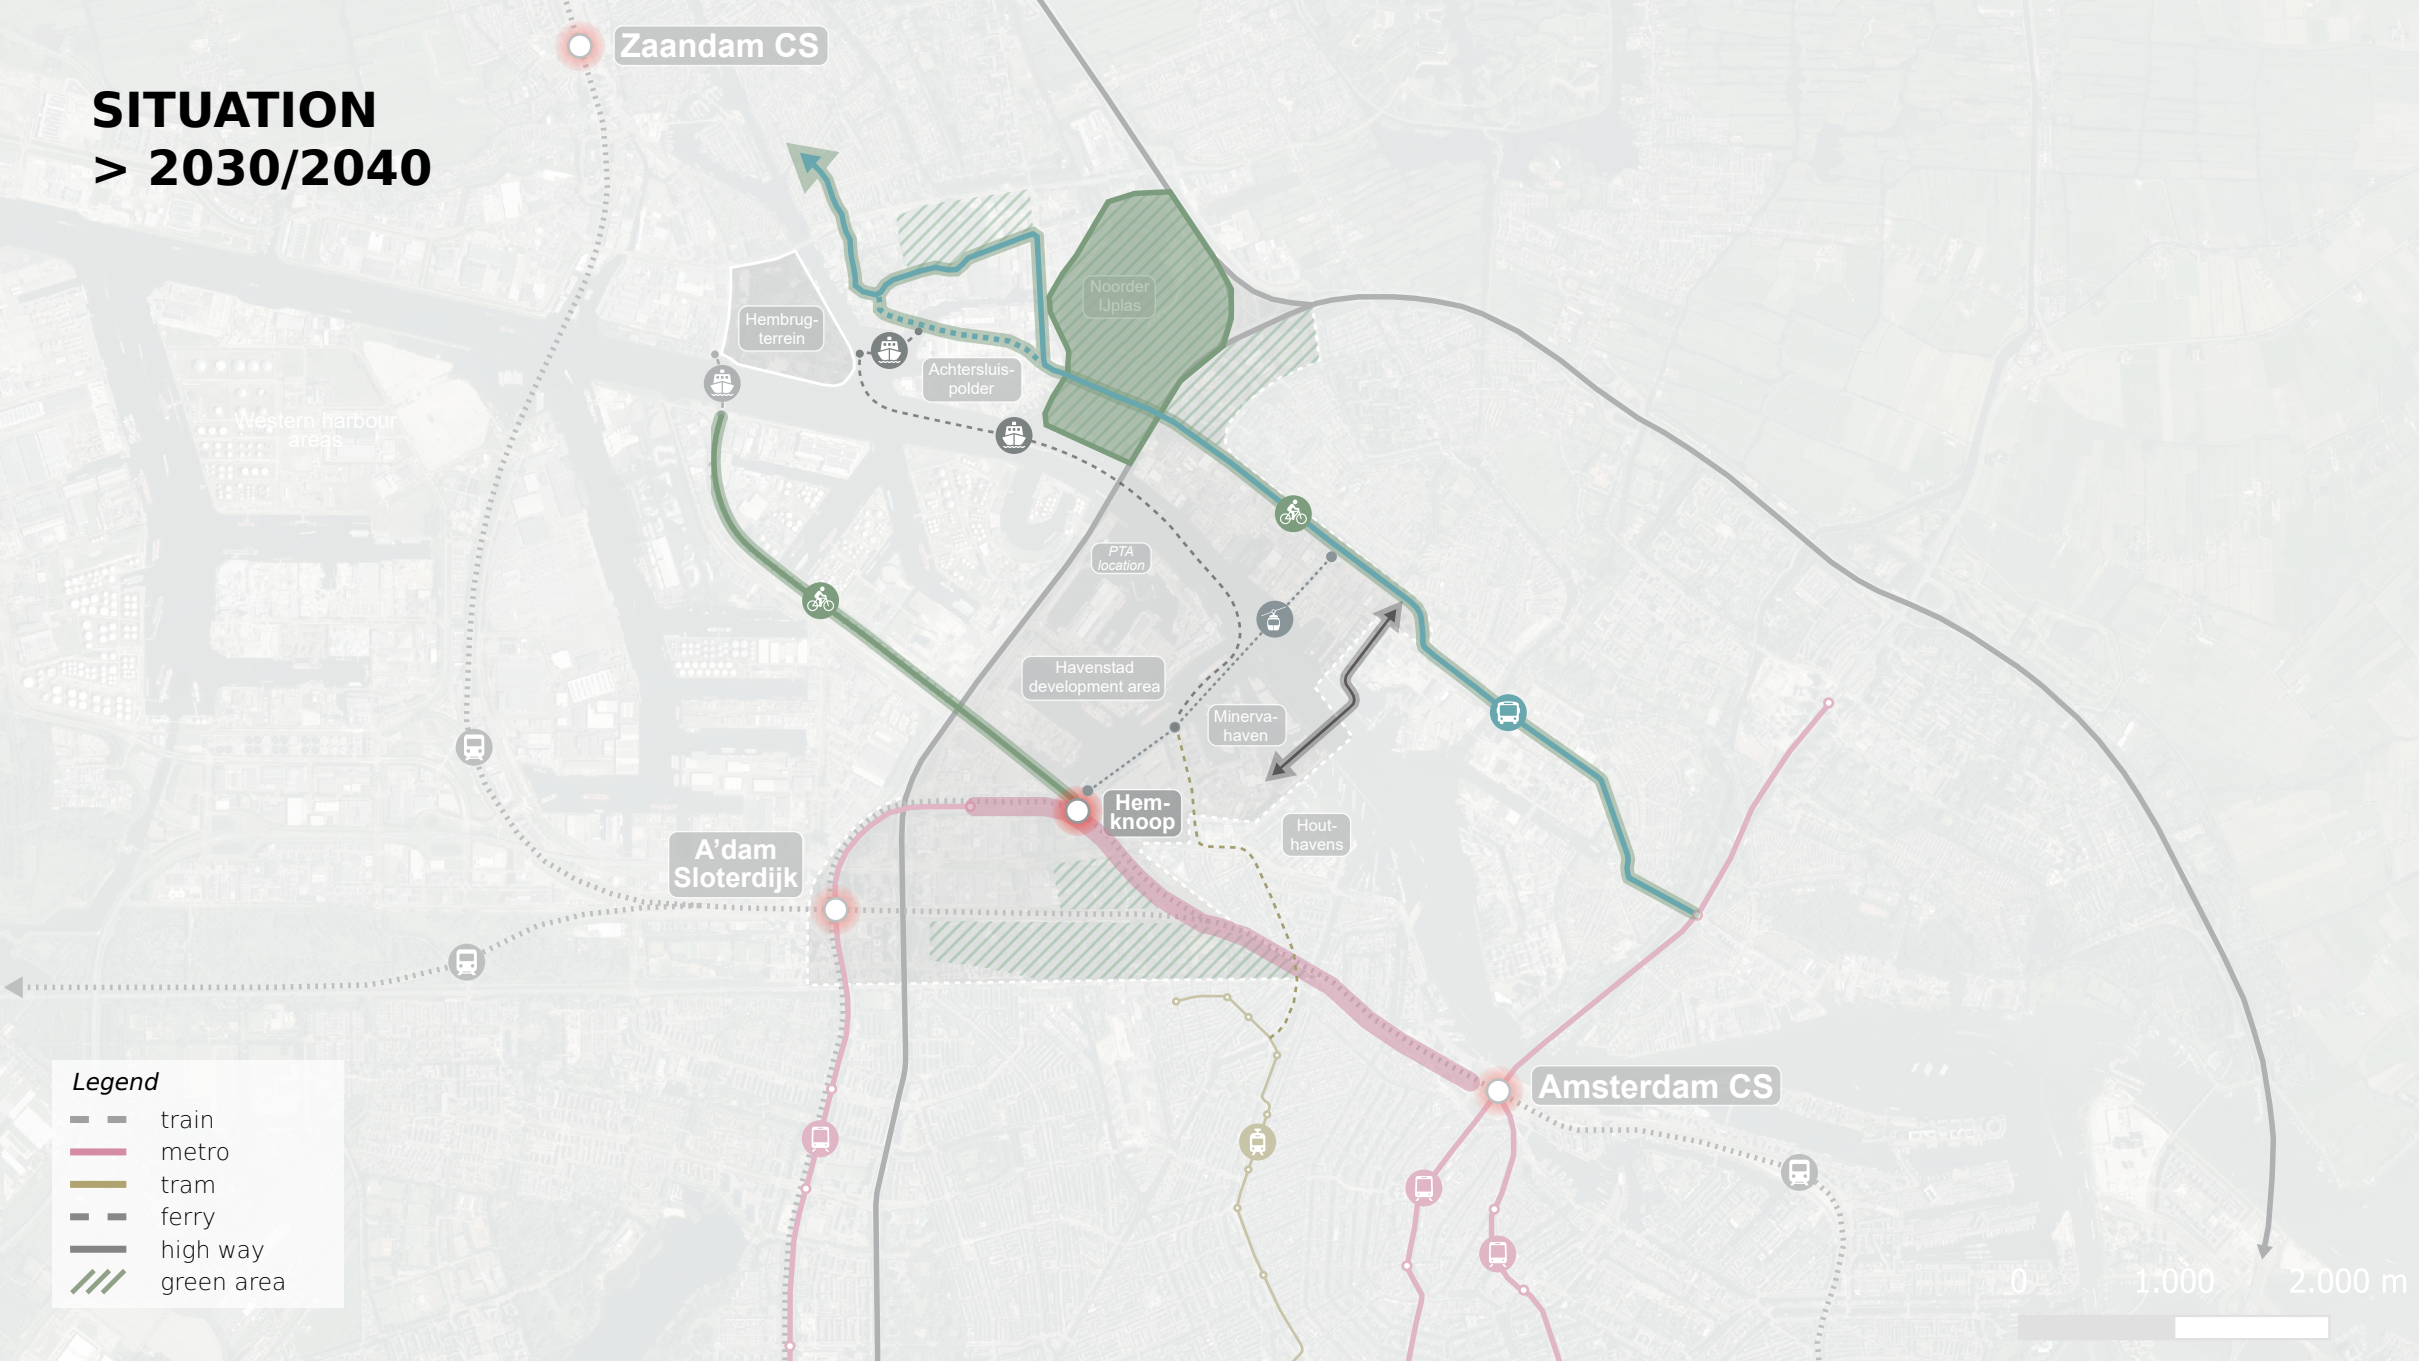 Zaandam CS
SITUATION
> 2030/2040
Noorder
IJplas
Hembrug-
terrein
Achtersluis-
polder
Western harbour
areas
PTA
location
Havenstad
development area
Minerva-
haven
Hem-
knoop
Hout-
havens
A’dam
Sloterdijk
Amsterdam CS
Legend
train
metro
tram
ferry
high way
green area
0 1.000 2.000 m